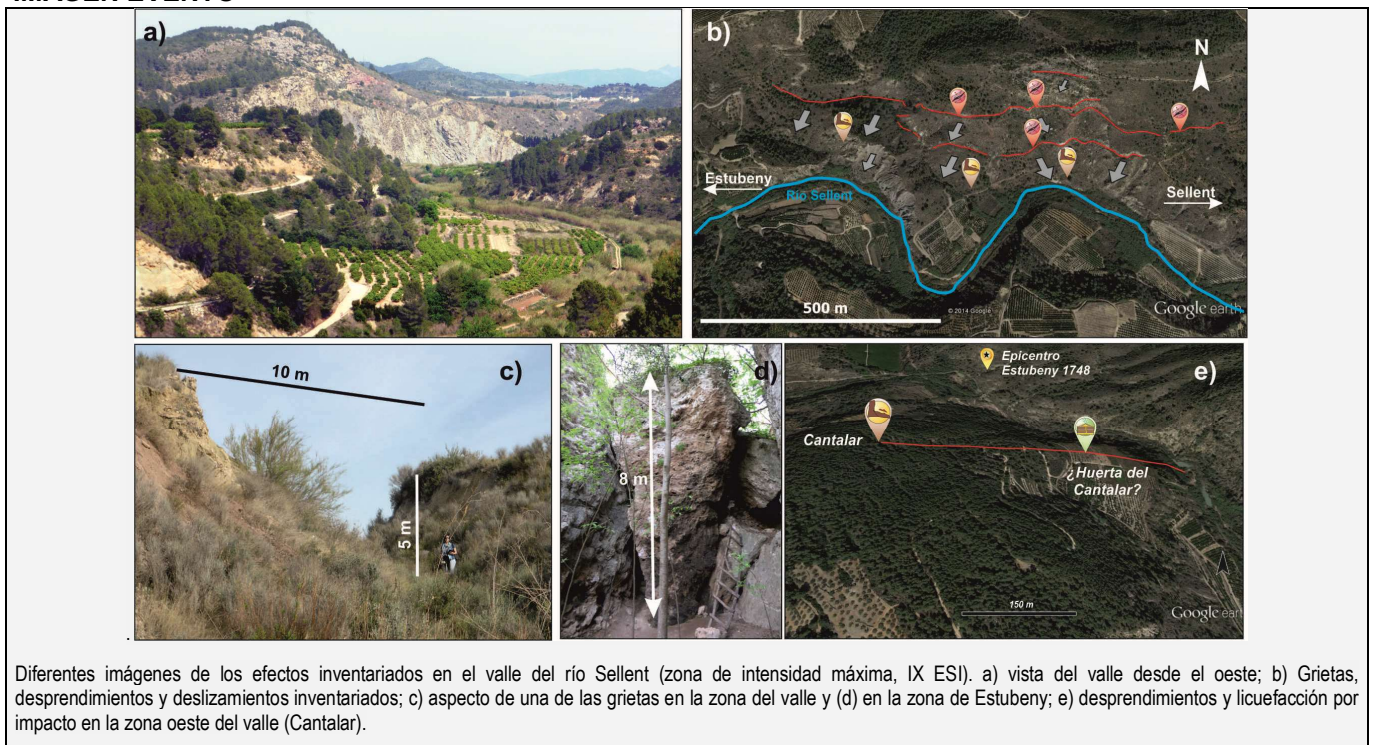 a)
b)
N
Estubeny
Río Sellent
Sellent
500 m
© 2014 Google
Google earth
10 m
c)
5 m
d)
8 m
e)
Epicentro
Estubeny 1748
Cantalar
¿Huerta del
Cantalar?
150 m
Google eart
Diferentes imágenes de los efectos inventariados en el valle del río Sellent (zona de intensidad máxima, IX ESI). a) vista del valle desde el oeste; b) Grietas,
desprendimientos y deslizamientos inventariados; c) aspecto de una de las grietas en la zona del valle y (d) en la zona de Estubeny; e) desprendimientos y licuefacción por
impacto en la zona oeste del valle (Cantalar).